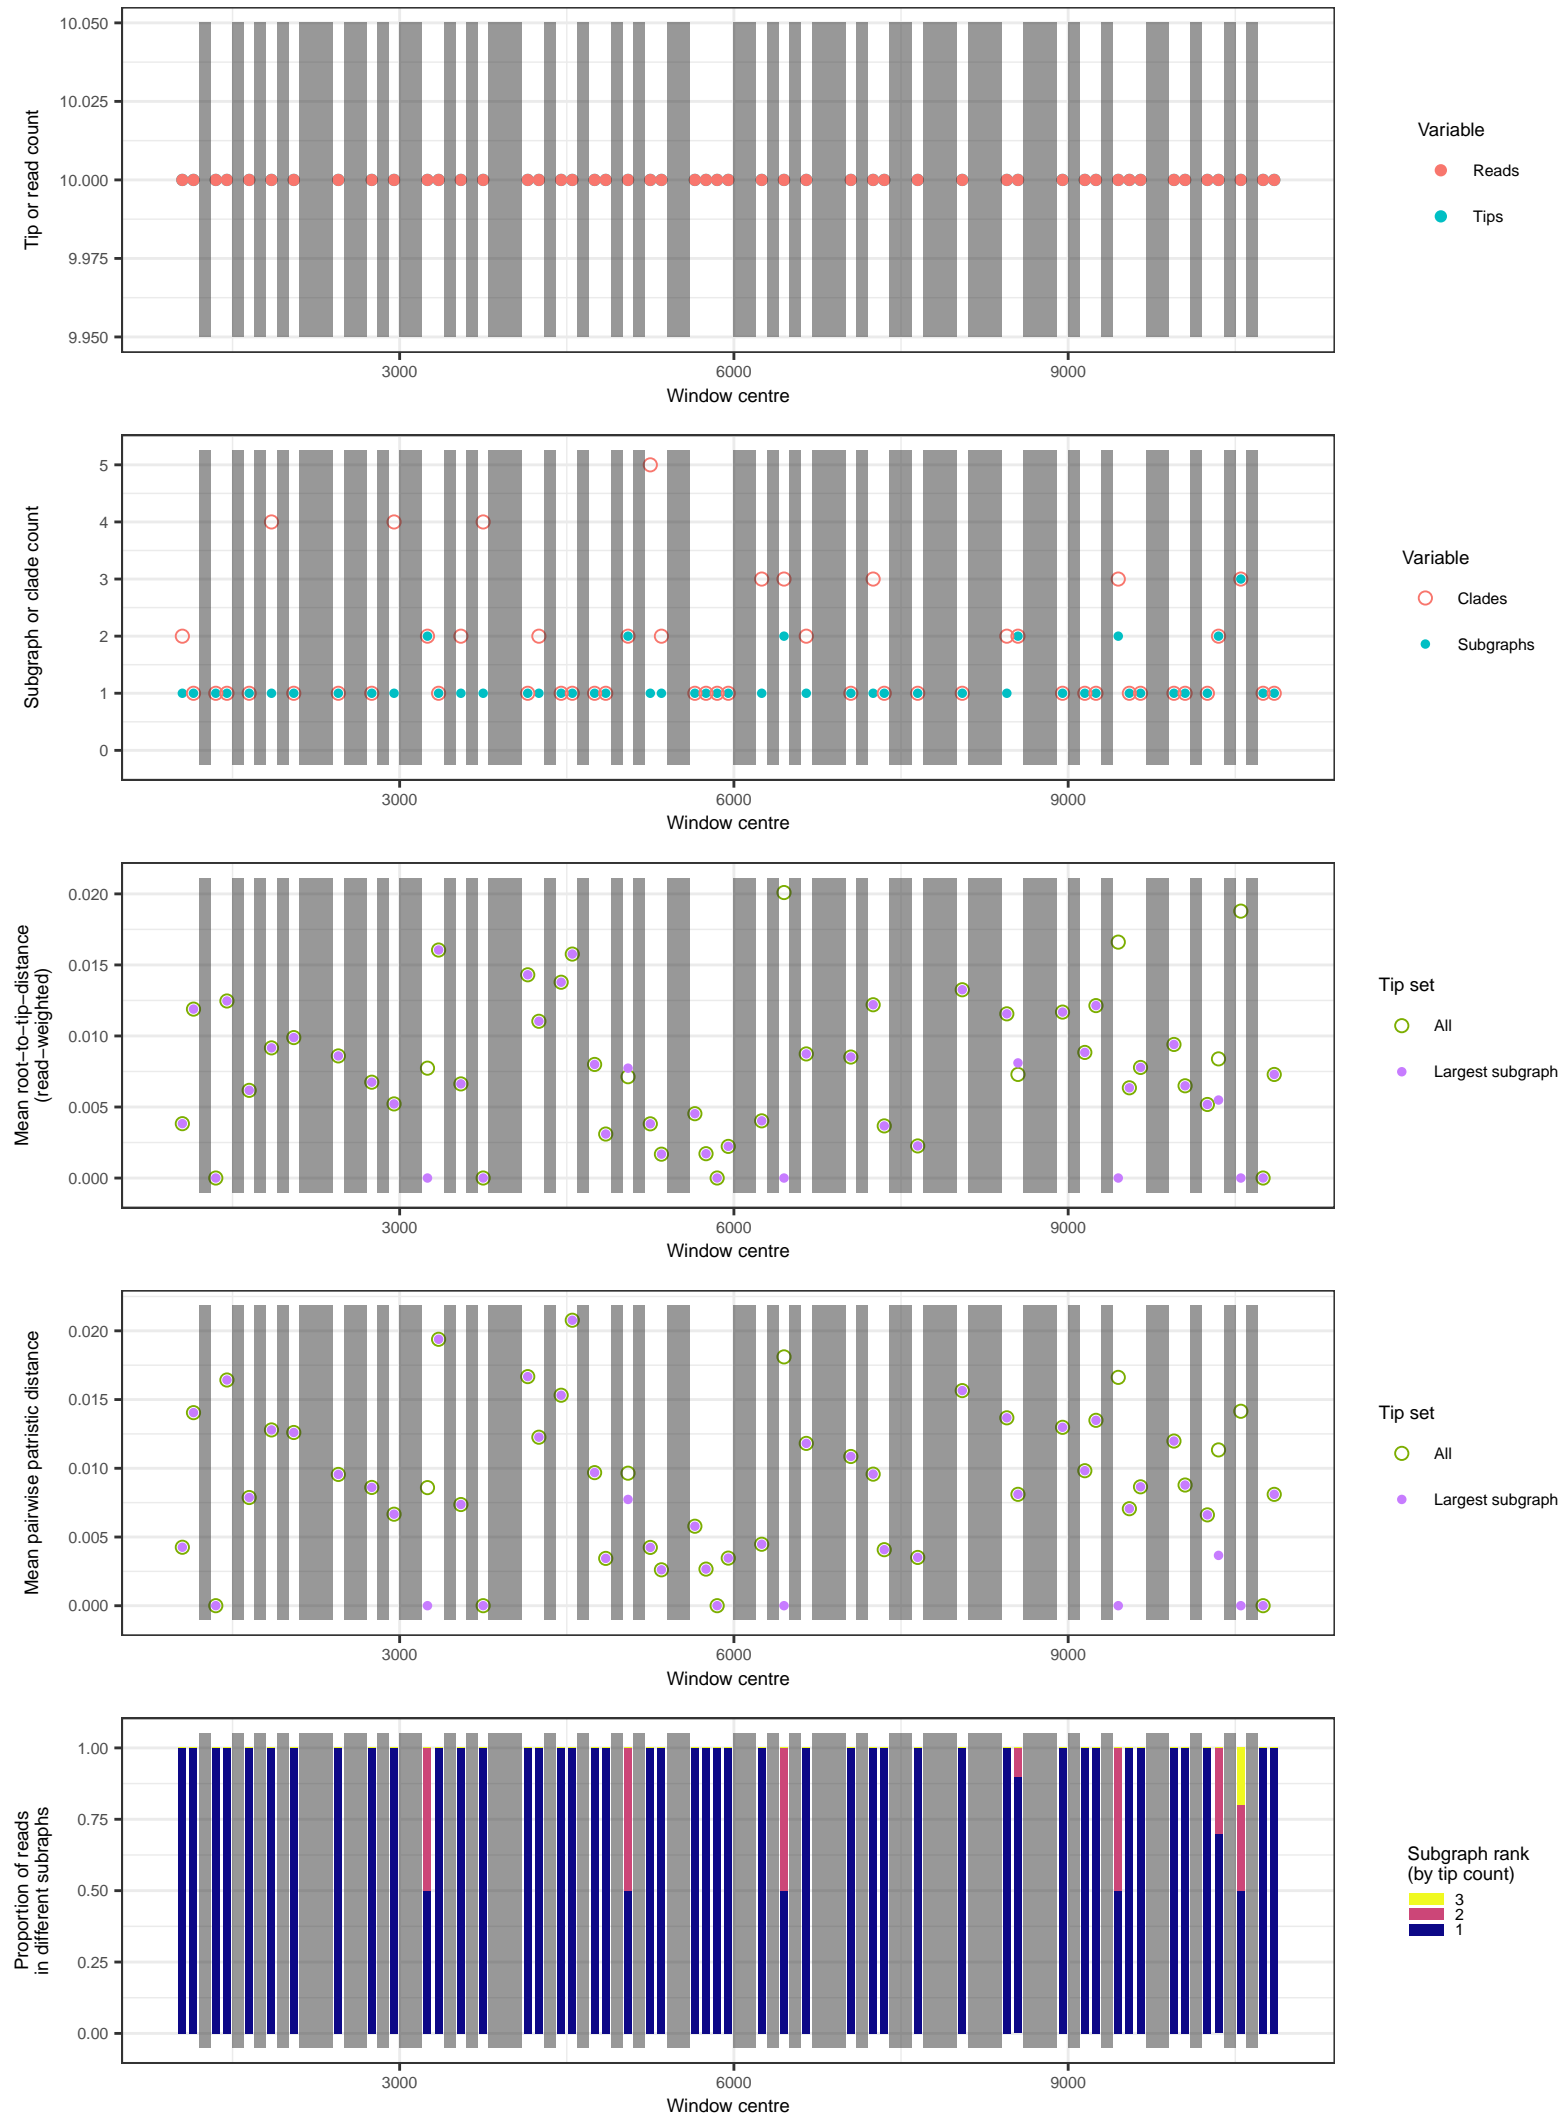 10.050
10.025
10.000
9.975
9.950
Tip or read count
3000
6000
9000
Window centre
Variable
Reads
Tips
5
4
3
2
1
0
Subgraph or clade count
3000
6000
9000
Window centre
Variable
Clades
Subgraphs
0.020
0.015
0.010
0.005
0.000
Mean root−to−tip−distance
(read−weighted)
3000
6000
9000
Window centre
Tip set
All
Largest subgraph
0.020
0.015
0.010
0.005
0.000
Mean pairwise patristic distance
3000
6000
9000
Window centre
Tip set
All
Largest subgraph
1.00
0.75
0.50
0.25
0.00
Proportion of reads
in different subraphs
3000
6000
9000
Window centre
Subgraph rank
(by tip count)
3
2
1